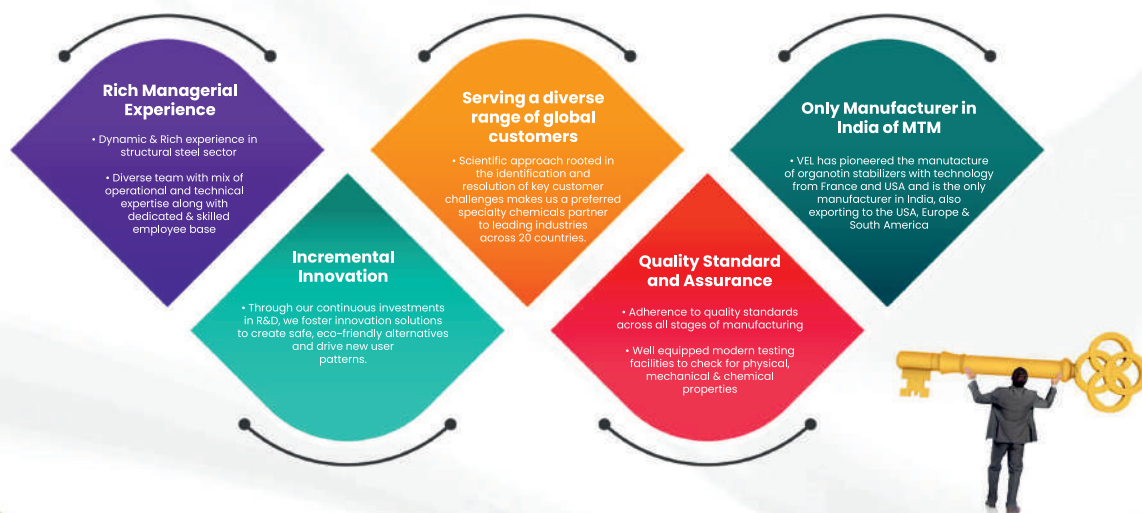 Rich Managerial
Experience
• Dynamic & Rich experience in
structural steel sector
• Diverse team with mix of
operational and technical
expertise along with
dedicated & skilled
employee base
Incremental
Innovation
• Through our continuous investments
in R&D, we foster innovation solutions
to create safe, eco-friendly alternatives
and drive new user
patterns.
Serving a diverse
range of global
customers
• Scientific approach rooted in
the identification and
resolution of key customer
challenges makes us a preferred
specialty chemicals partner
to leading industries
across 20 countries.
Quality Standard
and Assurance
• Adherence to quality standards
across all stages of manufacturing
• Well equipped modern testing
facilities to check for physical,
mechanical & chemical
properties
Only Manufacturer in
India of MTM
• VEL has pioneered the manutacture
of organotin stabilizers with technology
from France and USA and is the only
manufacturer in India, also
exporting to the USA, Europe &
South America